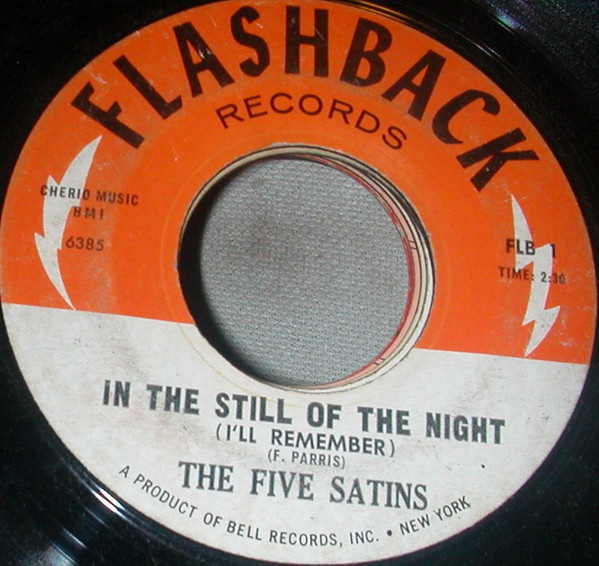 FLASHBACK
RECORDS
CHERIO MUSIC
BMI
6385
FLB 1
TIME: 2:30
IN THE STILL OF THE NIGHT
(I'LL REMEMBER)
(F. PARRIS)
THE FIVE SATINS
A PRODUCT OF BELL RECORDS, INC. • NEW YORK